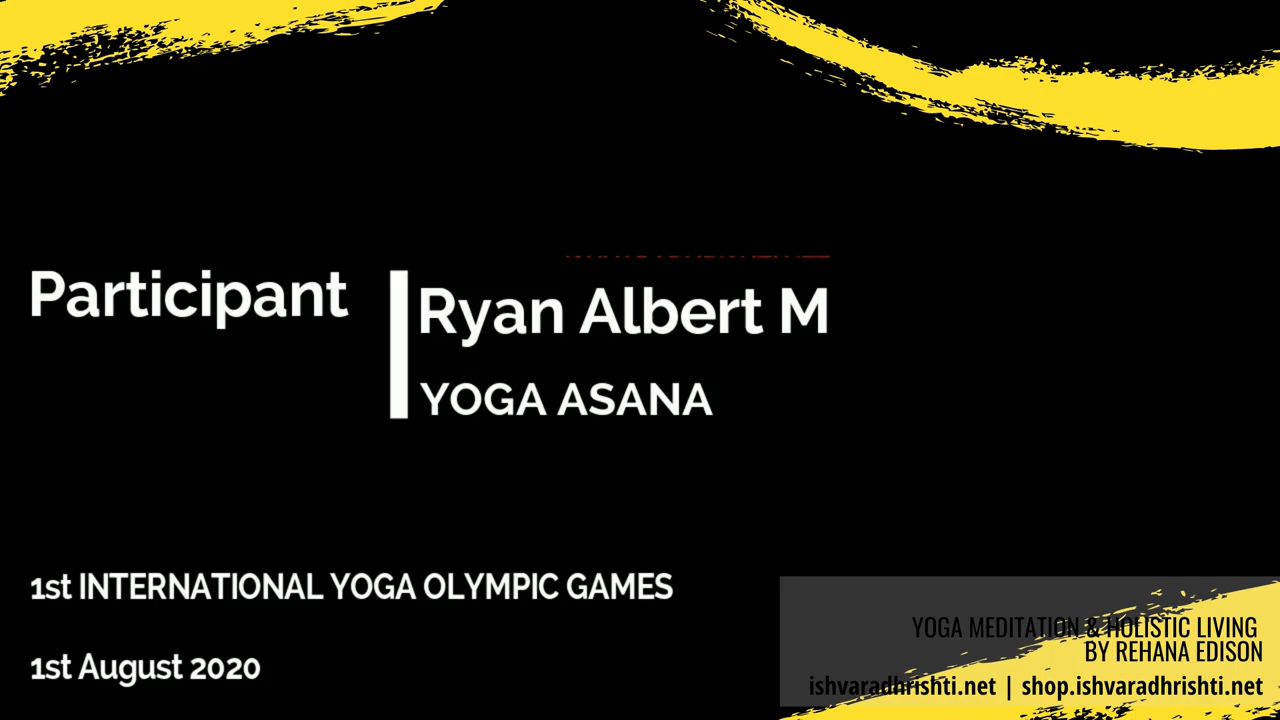 Participant
Ryan Albert M
YOGA ASANA
1st INTERNATIONAL YOGA OLYMPIC GAMES
1st August 2020
YOGA MEDITATION & HOLISTIC LIVING
BY REHANA EDISON
ishvaradhrishti.net | shop.ishvaradhrishti.net